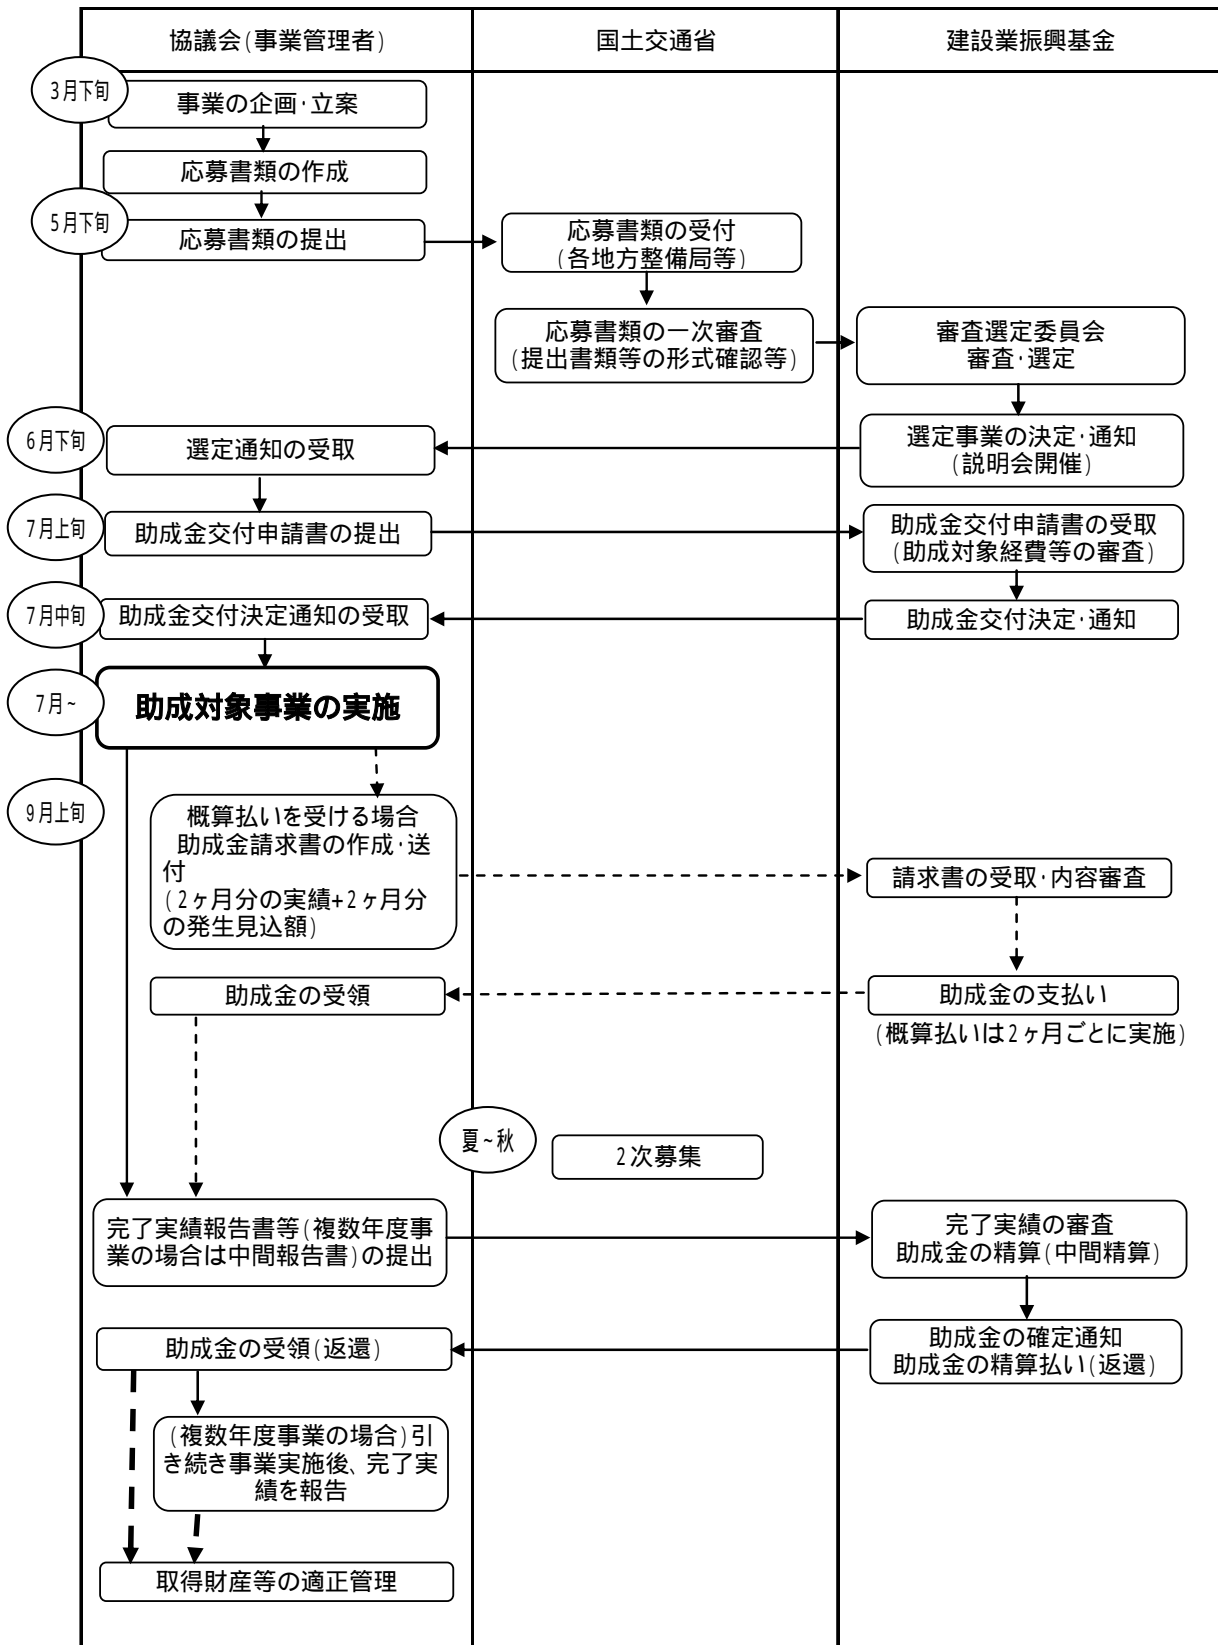 協議会(事業管理者)
国土交通省
建設業振興基金
3月下旬
事業の企画・立案
応募書類の作成
5月下旬
応募書類の提出
応募書類の受付
(各地方整備局等)
応募書類の一次審査
(提出書類等の形式確認等)
審査選定委員会
審査・選定
6月下旬
選定通知の受取
選定事業の決定・通知
(説明会開催)
7月上旬
助成金交付申請書の提出
助成金交付申請書の受取
(助成対象経費等の審査)
7月中旬
助成金交付決定通知の受取
助成金交付決定・通知
7月~
助成対象事業の実施
9月上旬
概算払いを受ける場合
助成金請求書の作成・送
付
(2ヶ月分の実績+2ヶ月分
の発生見込額)
請求書の受取・内容審査
助成金の受領
助成金の支払い
(概算払いは2ヶ月ごとに実施)
夏~秋
2次募集
完了実績報告書等(複数年度事
業の場合は中間報告書)の提出
完了実績の審査
助成金の精算(中間精算)
助成金の受領(返還)
助成金の確定通知
助成金の精算払い(返還)
(複数年度事業の場合)引
き続き事業実施後、完了実
績を報告
取得財産等の適正管理